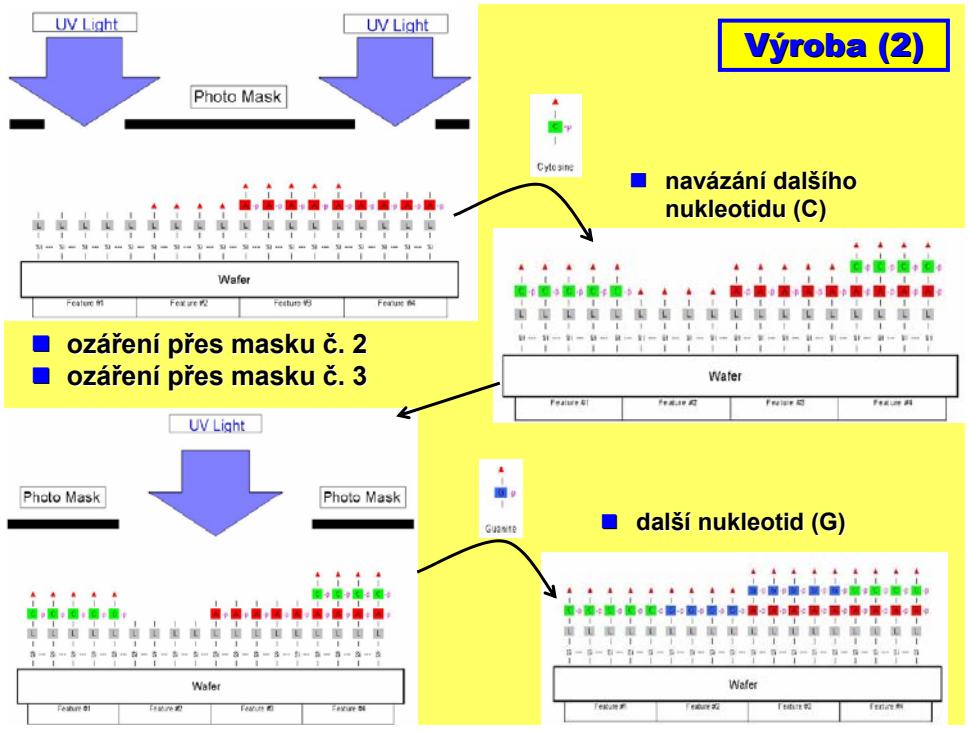 UV Light
UV Light
Výroba (2)
Photo Mask
C -p
Cytosine
navázání dalšího
nukleotidu (C)
A -p A -p A -p A -p A -p A -p A -p A -p A -p
L L L L L L L L L L L L L L L L L L
Wafer
Feature #1 Feature #2 Feature #3 Feature #4
ozáření přes masku č. 2
ozáření přes masku č. 3
C -p C -p C -p C -p
C -p C -p C -p C -p C -p A -p A -p A -p A -p A -p A -p A -p A -p A -p
L L L L L L L L L L L L L L L L L L
Wafer
Feature #1 Feature #2 Feature #3 Feature #4
UV Light
Photo Mask
Photo Mask
G -p
Guanine
další nukleotid (G)
Wafer
Feature #1 Feature #2 Feature #3 Feature #4
Wafer
Feature #1 Feature #2 Feature #3 Feature #4